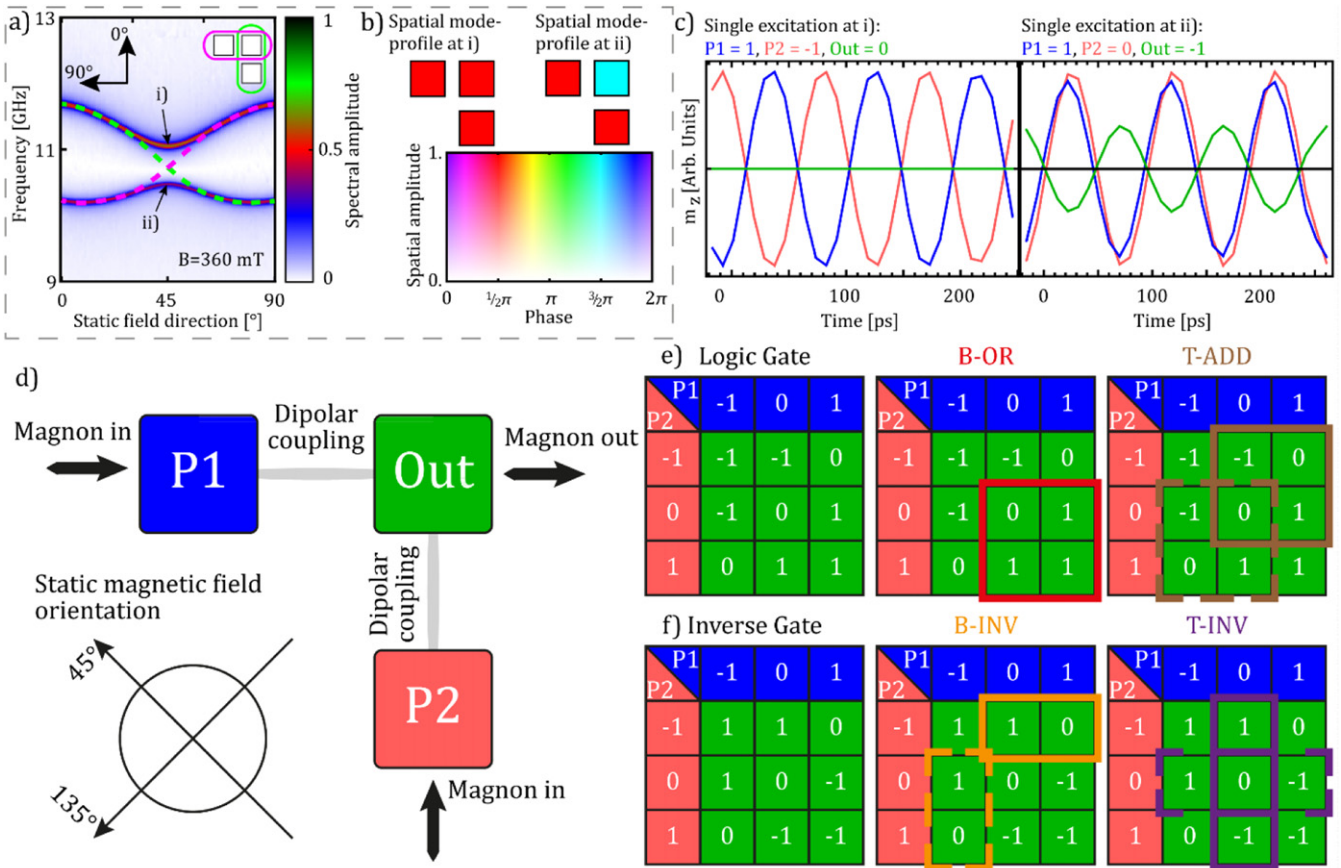 a)
13
11
9
Frequency [GHz]
0°
90°
i)
ii)
B=360 mT
0
45
90
Static field direction [°]
1
0.5
0
Spectral amplitude
b)
Spatial mode-
profile at i)
Spatial mode-
profile at ii)
1.
0.
Spatial amplitude
0
1/2π
π
3/2π
2π
Phase
c)
Single excitation at i):
P1 = 1, P2 = -1, Out = 0
Single excitation at ii):
P1 = 1, P2 = 0, Out = -1
m z [Arb. Units]
0
100
200
Time [ps]
0
100
200
Time [ps]
d)
Magnon in
P1
Dipolar
coupling
Out
Magnon out
Dipolar
coupling
P2
Magnon in
Static magnetic field
orientation
45°
135°
e)
Logic Gate
B-OR
T-ADD
P1
P2
-1 0 1
-1 -1 -1 0
0 -1 0 1
1 0 1 1
P1
P2
-1 0 1
-1 -1 -1 0
0 -1 0 1
1 0 1 1
P1
P2
-1 0 1
-1 -1 -1 0
0 -1 0 1
1 0 1 1
f) Inverse Gate
B-INV
T-INV
P1
P2
-1 0 1
-1 1 1 0
0 1 0 -1
1 0 -1 -1
P1
P2
-1 0 1
-1 1 1 0
0 1 0 -1
1 0 -1 -1
P1
P2
-1 0 1
-1 1 1 0
0 1 0 -1
1 0 -1 -1